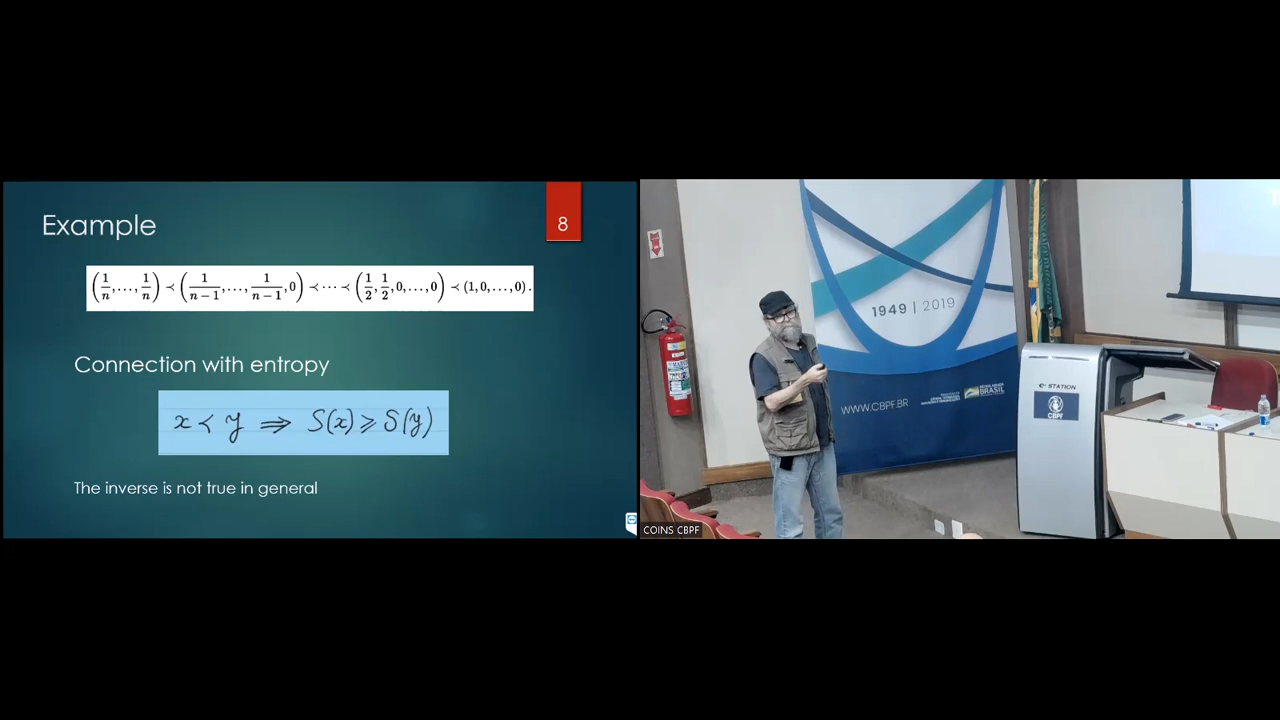 Example
8
(1/n, …, 1/n) ≺ (1/(n−1), …, 1/(n−1), 0) ≺ ⋯ ≺ (1/2, 1/2, 0, …, 0) ≺ (1, 0, …, 0).
Connection with entropy
x ≺ y ⟹ S(x) ⩾ S(y)
The inverse is not true in general
1949 | 2019
WWW.CBPF.BR
BRASIL
e-STATION
CBPF
COINS CBPF